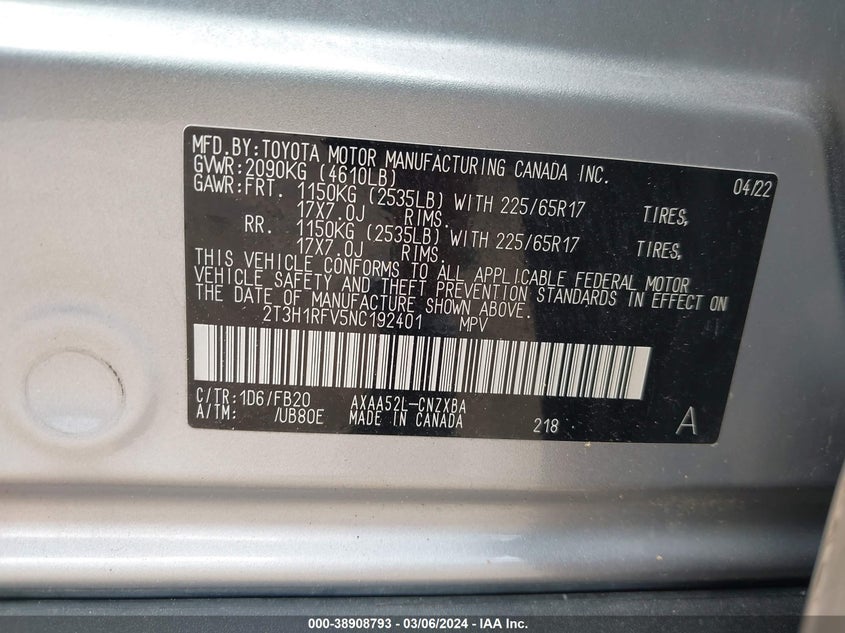 MFD.BY:TOYOTA MOTOR MANUFACTURING CANADA INC. 04/22
GVWR:2090KG (4610LB)
GAWR:FRT. 1150KG (2535LB) WITH 225/65R17 TIRES,
17X7.0J RIMS.
RR. 1150KG (2535LB) WITH 225/65R17 TIRES,
17X7.0J RIMS.
THIS VEHICLE CONFORMS TO ALL APPLICABLE FEDERAL MOTOR
VEHICLE SAFETY AND THEFT PREVENTION STANDARDS IN EFFECT ON
THE DATE OF MANUFACTURE SHOWN ABOVE.
2T3H1RFV5NC192401 MPV
C/TR:1D6/FB20 AXAA52L-CNZXBA
A/TM: /UB80E MADE IN CANADA 218 A
000-38908793 - 03/06/2024 - IAA Inc.